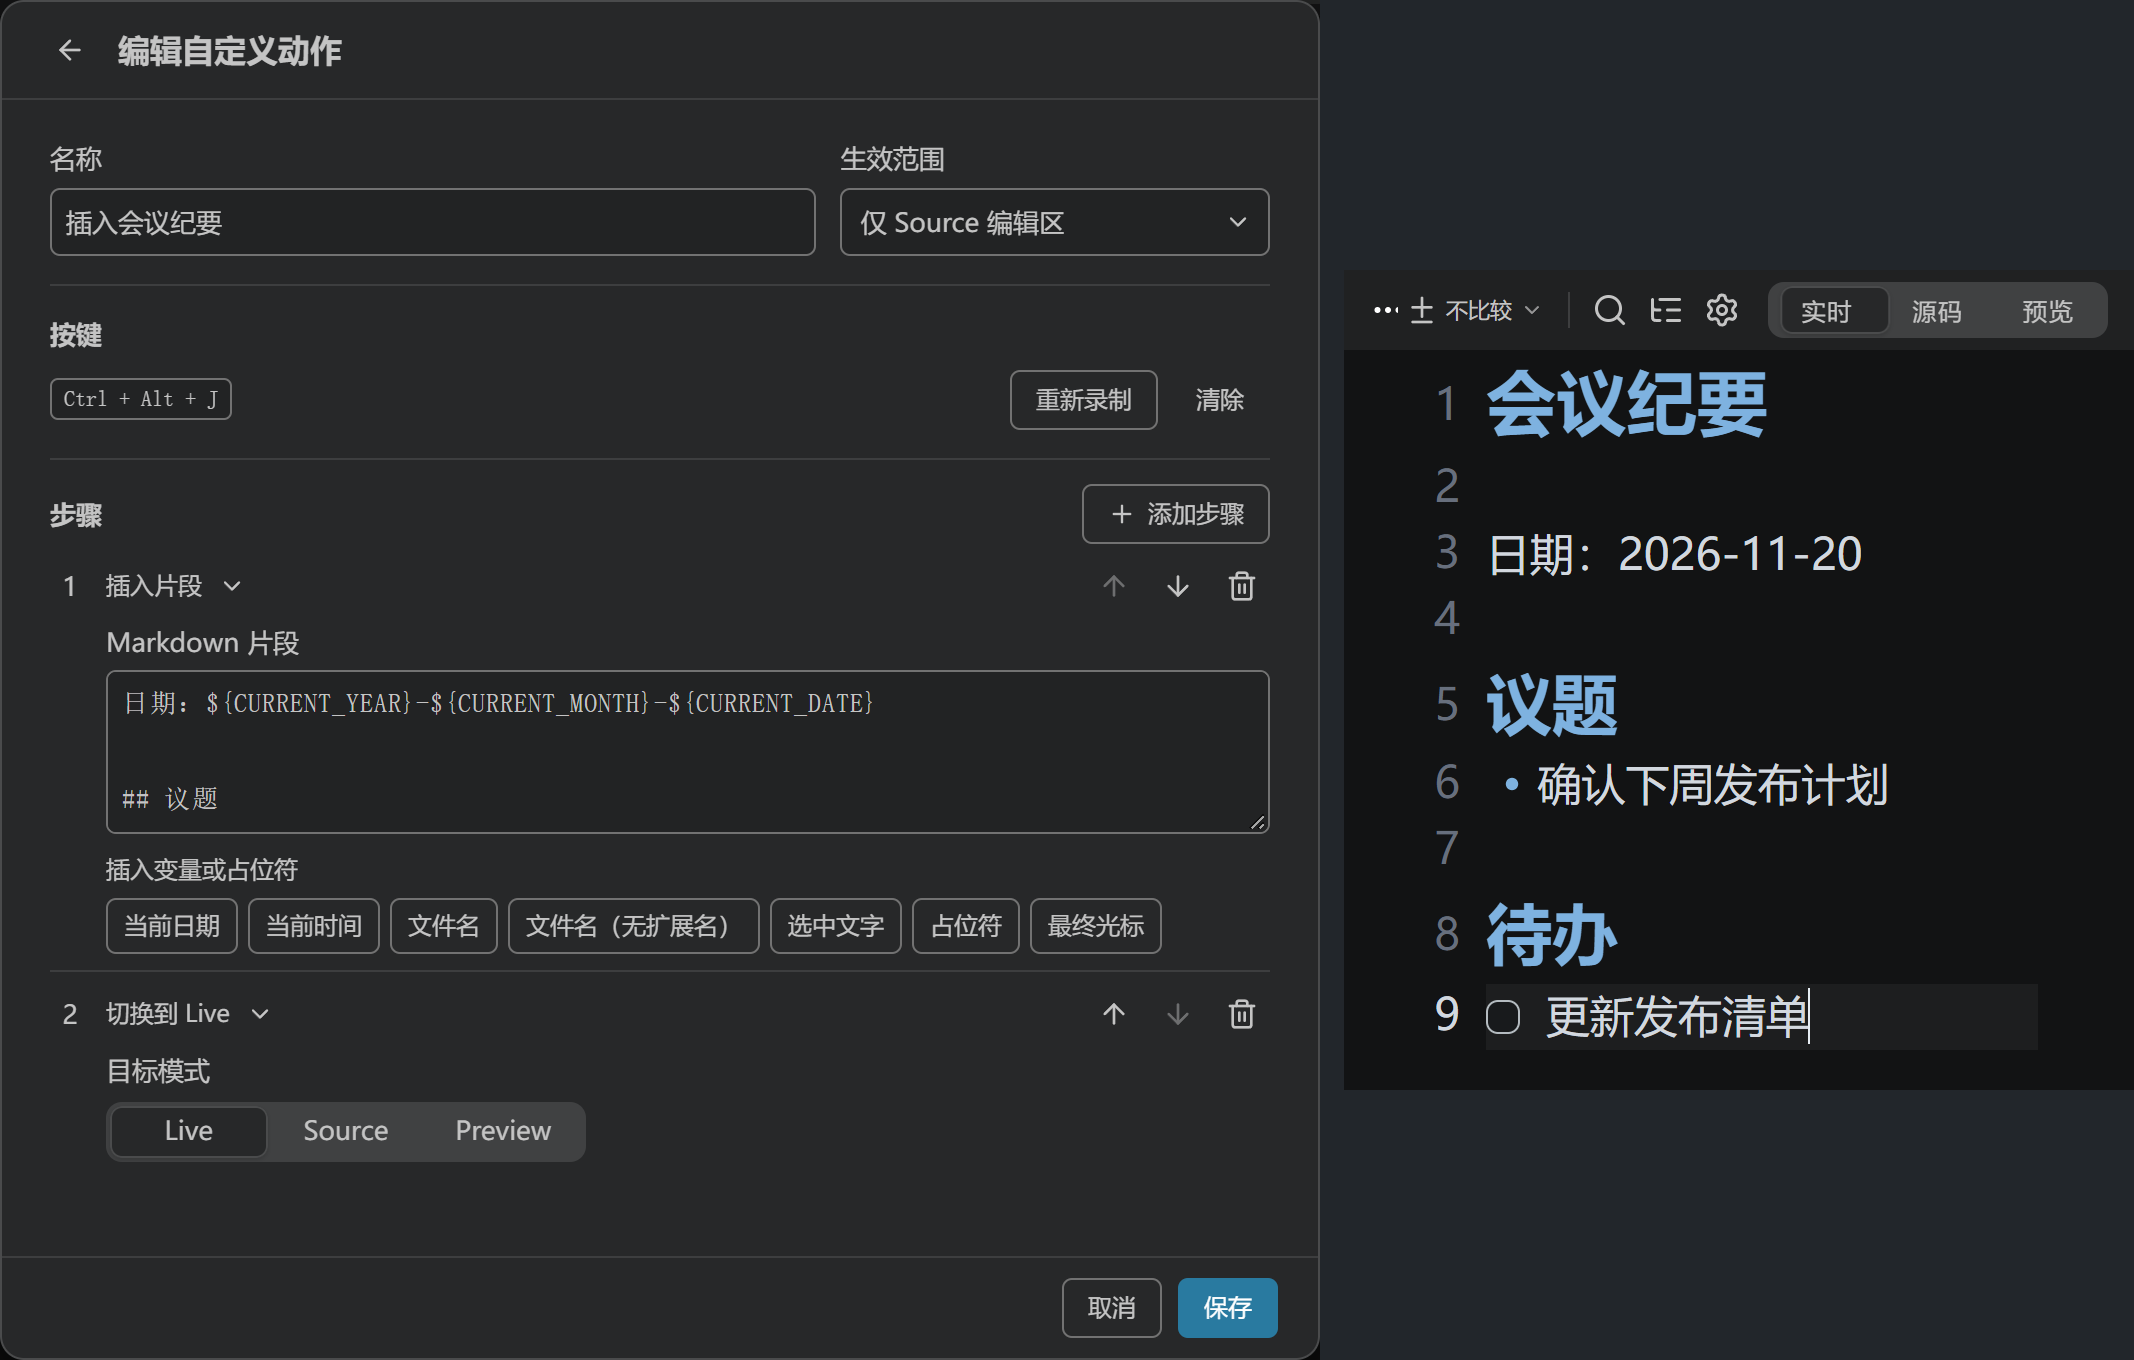 编辑自定义动作
名称
插入会议纪要
生效范围
仅 Source 编辑区
按键
Ctrl + Alt + J
重新录制
清除
步骤
添加步骤
1 插入片段
Markdown 片段
日期：${CURRENT_YEAR}-${CURRENT_MONTH}-${CURRENT_DATE}
## 议题
插入变量或占位符
当前日期
当前时间
文件名
文件名（无扩展名）
选中文字
占位符
最终光标
2 切换到 Live
目标模式
Live
Source
Preview
取消
保存
不比较
实时
源码
预览
1 会议纪要
2
3 日期：2026-11-20
4
5 议题
6 • 确认下周发布计划
7
8 待办
9 更新发布清单